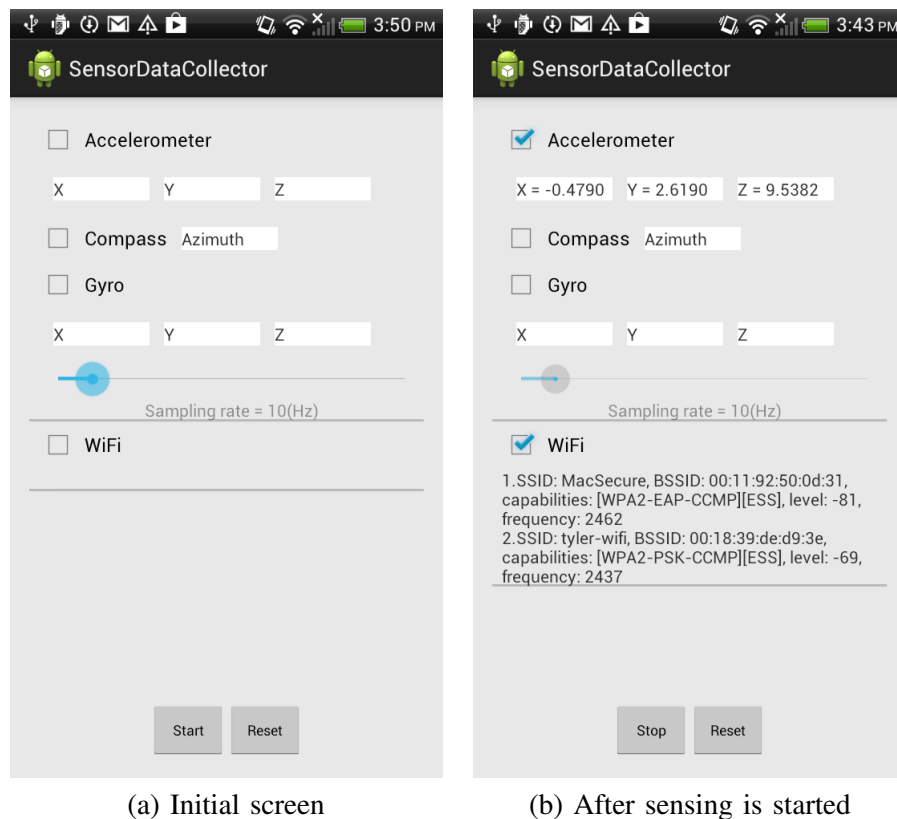 3:50 PM
SensorDataCollector
Accelerometer
X Y Z
Compass Azimuth
Gyro
X Y Z
Sampling rate = 10(Hz)
WiFi
Start Reset
(a) Initial screen
3:43 PM
SensorDataCollector
Accelerometer
X = -0.4790 Y = 2.6190 Z = 9.5382
Compass Azimuth
Gyro
X Y Z
Sampling rate = 10(Hz)
WiFi
1.SSID: MacSecure, BSSID: 00:11:92:50:0d:31,
capabilities: [WPA2-EAP-CCMP][ESS], level: -81,
frequency: 2462
2.SSID: tyler-wifi, BSSID: 00:18:39:de:d9:3e,
capabilities: [WPA2-PSK-CCMP][ESS], level: -69,
frequency: 2437
Stop Reset
(b) After sensing is started